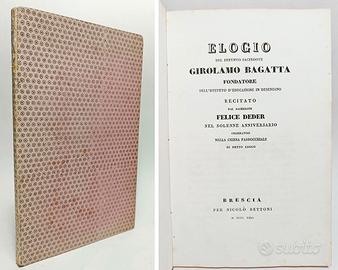 ELOGIO
DEL DEFUNTO SACERDOTE
GIROLAMO BAGATTA
FONDATORE
DELL'ISTITUTO D'EDUCAZIONE IN DESENZANO
RECITATO
DAL SACERDOTE
FELICE DEDER
NEL SOLENNE ANNIVERSARIO
CELEBRATOSI
NELLA CHIESA PARROCCHIALE
DI DETTO LUOGO
BRESCIA
PER NICOLÒ BETTONI
subito